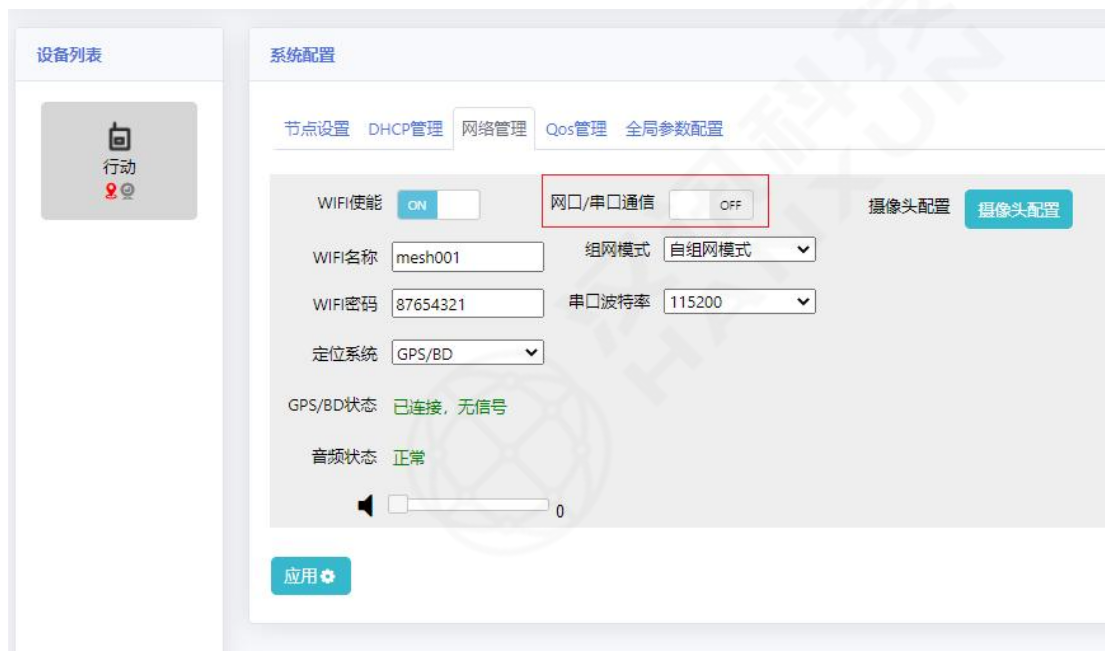 设备列表
行动
系统配置
节点设置 DHCP管理 网络管理 Qos管理 全局参数配置
WIFI使能 ON 网口/串口通信 OFF 摄像头配置 摄像头配置
WIFI名称 mesh001 组网模式 自组网模式
WIFI密码 87654321 串口波特率 115200
定位系统 GPS/BD
GPS/BD状态 已连接，无信号
音频状态 正常
0
应用
HANXUN